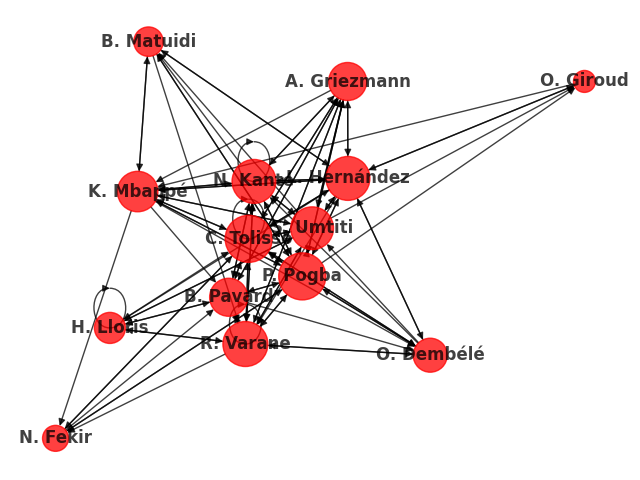 B. Matuidi
A. Griezmann
O. Giroud
N. Kanté
Hernández
K. Mbappé
Umtiti
C. Tolisso
P. Pogba
B. Pavard
H. Lloris
R. Varane
O. Dembélé
N. Fekir